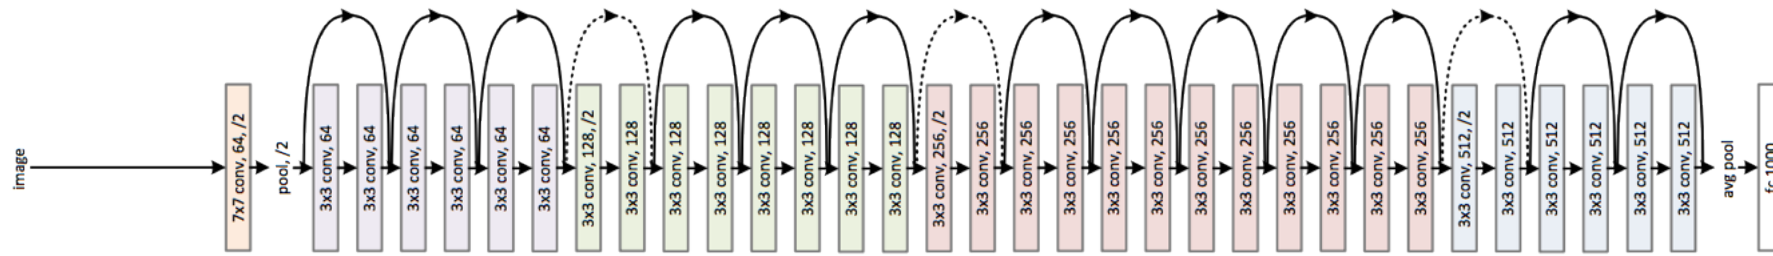 image
7x7 conv, 64, /2
pool, /2
3x3 conv, 64
3x3 conv, 64
3x3 conv, 64
3x3 conv, 64
3x3 conv, 64
3x3 conv, 64
3x3 conv, 128, /2
3x3 conv, 128
3x3 conv, 128
3x3 conv, 128
3x3 conv, 128
3x3 conv, 128
3x3 conv, 128
3x3 conv, 128
3x3 conv, 256, /2
3x3 conv, 256
3x3 conv, 256
3x3 conv, 256
3x3 conv, 256
3x3 conv, 256
3x3 conv, 256
3x3 conv, 256
3x3 conv, 256
3x3 conv, 256
3x3 conv, 256
3x3 conv, 256
3x3 conv, 512, /2
3x3 conv, 512
3x3 conv, 512
3x3 conv, 512
3x3 conv, 512
3x3 conv, 512
avg pool
fc 1000